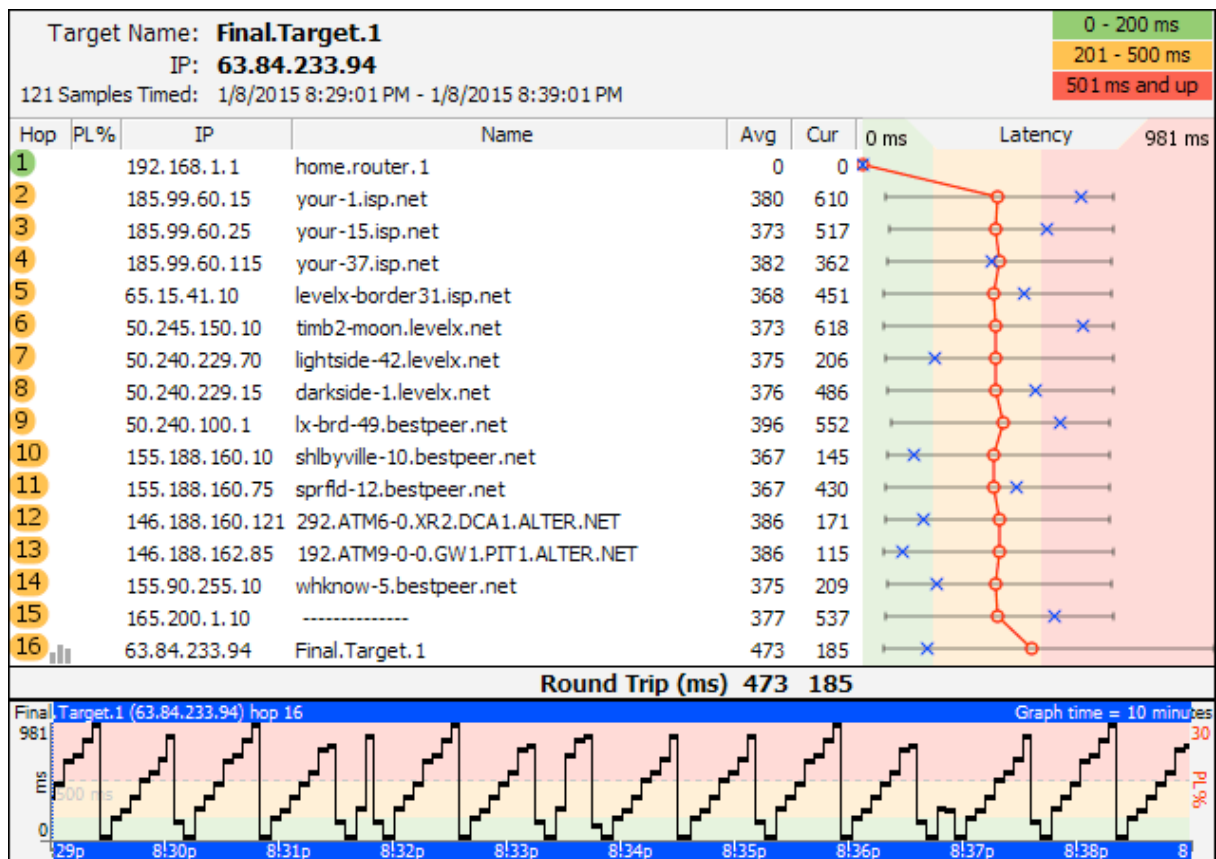 Target Name: Final.Target.1
0 - 200 ms
IP: 63.84.233.94
201 - 500 ms
121 Samples Timed: 1/8/2015 8:29:01 PM - 1/8/2015 8:39:01 PM
501 ms and up
Hop PL% IP Name Avg Cur 0 ms Latency 981 ms
1 192.168.1.1 home.router.1 0 0
2 185.99.60.15 your-1.isp.net 380 610
3 185.99.60.25 your-15.isp.net 373 517
4 185.99.60.115 your-37.isp.net 382 362
5 65.15.41.10 levelx-border31.isp.net 368 451
6 50.245.150.10 timb2-moon.levelx.net 373 618
7 50.240.229.70 lightside-42.levelx.net 375 206
8 50.240.229.15 darkside-1.levelx.net 376 486
9 50.240.100.1 lx-brd-49.bestpeer.net 396 552
10 155.188.160.10 shlbyville-10.bestpeer.net 367 145
11 155.188.160.75 sprfld-12.bestpeer.net 367 430
12 146.188.160.121 292.ATM6-0.XR2.DCA1.ALTER.NET 386 171
13 146.188.162.85 192.ATM9-0-0.GW1.PIT1.ALTER.NET 386 115
14 155.90.255.10 whknow-5.bestpeer.net 375 209
15 165.200.1.10 -------------- 377 537
16 63.84.233.94 Final.Target.1 473 185
Round Trip (ms) 473 185
Final.Target.1 (63.84.233.94) hop 16 Graph time = 10 minutes
981 30
ms PL%
500 ms
0
:29p 8:30p 8:31p 8:32p 8:33p 8:34p 8:35p 8:36p 8:37p 8:38p 8